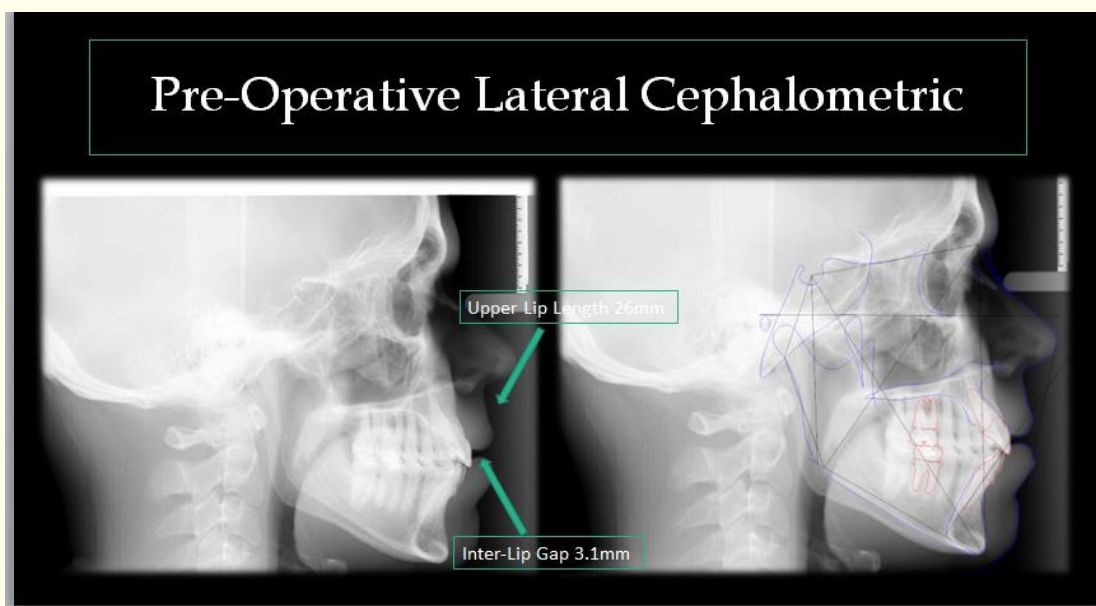 Pre-Operative Lateral Cephalometric
Upper Lip Length 26mm
Inter-Lip Gap 3.1mm